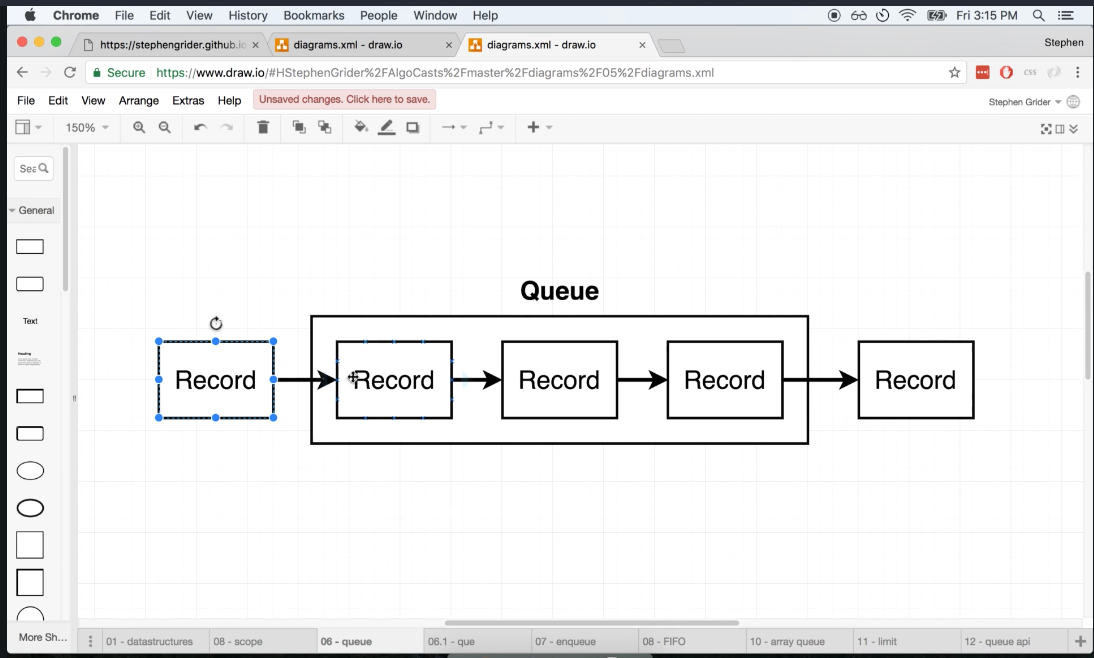 Chrome File Edit View History Bookmarks People Window Help Fri 3:15 PM
https://stephengrider.github.io diagrams.xml - draw.io diagrams.xml - draw.io Stephen
Secure https://www.draw.io/#HStephenGrider%2FAlgoCasts%2Fmaster%2Fdiagrams%2F05%2Fdiagrams.xml CSS
File Edit View Arrange Extras Help Unsaved changes. Click here to save. Stephen Grider
150%
Sea
General
Text
Heading
Queue
Record Record Record Record Record
More Sh...
01 - datastructures 08 - scope 06 - queue 06.1 - que 07 - enqueue 08 - FIFO 10 - array queue 11 - limit 12 - queue api